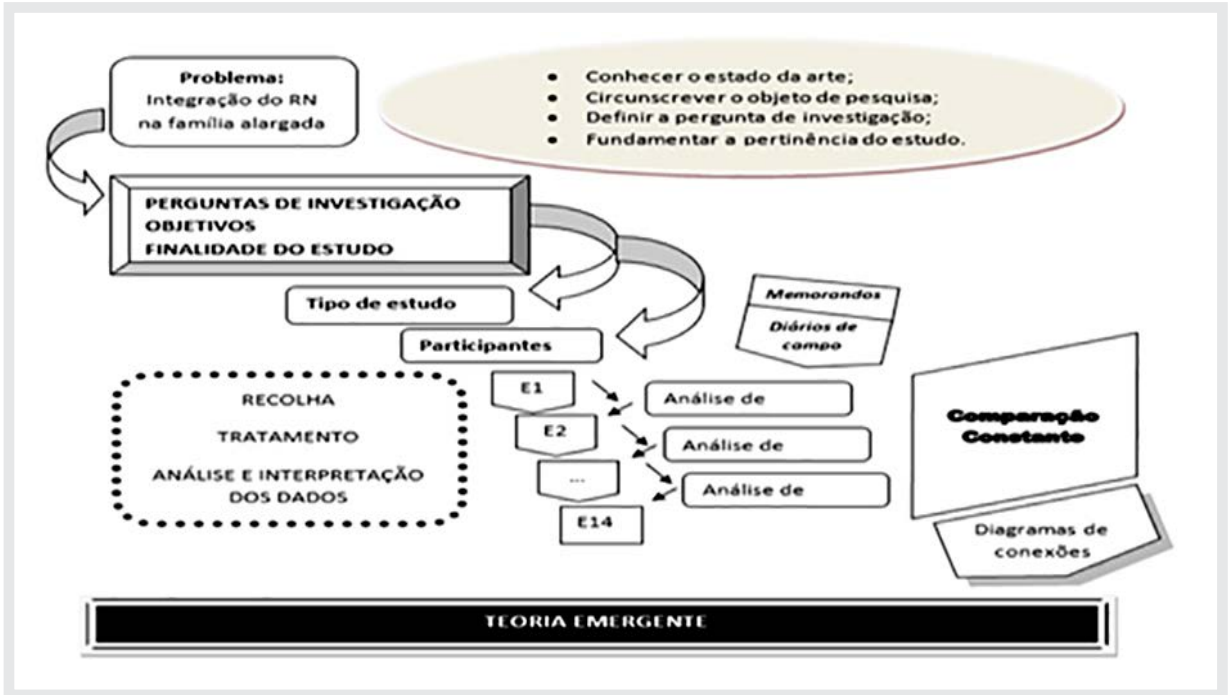 Problema:
Integração do RN
na família alargada
• Conhecer o estado da arte;
• Circunscrever o objeto de pesquisa;
• Definir a pergunta de investigação;
• Fundamentar a pertinência do estudo.
PERGUNTAS DE INVESTIGAÇÃO
OBJETIVOS
FINALIDADE DO ESTUDO
Tipo de estudo
Participantes
Memorandos
Diários de
campo
RECOLHA
TRATAMENTO
ANÁLISE E INTERPRETAÇÃO
DOS DADOS
E1
E2
...
E14
Análise de
Análise de
Análise de
Comparação
Constante
Diagramas de
conexões
TEORIA EMERGENTE